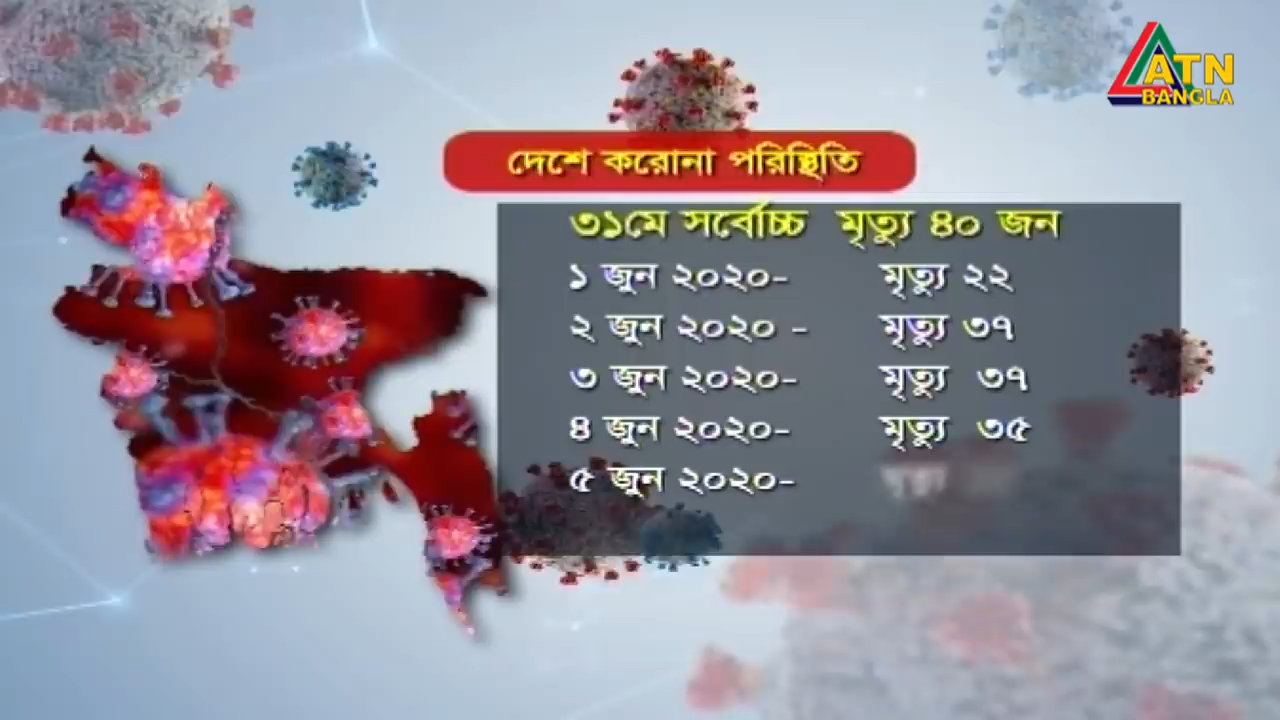 ATN
BANGLA
দেশে করোনা পরিস্থিতি
৩১মে সর্বোচ্চ মৃত্যু ৪০ জন
১ জুন ২০২০- মৃত্যু ২২
২ জুন ২০২০ - মৃত্যু ৩৭
৩ জুন ২০২০- মৃত্যু ৩৭
৪ জুন ২০২০- মৃত্যু ৩৫
৫ জুন ২০২০-